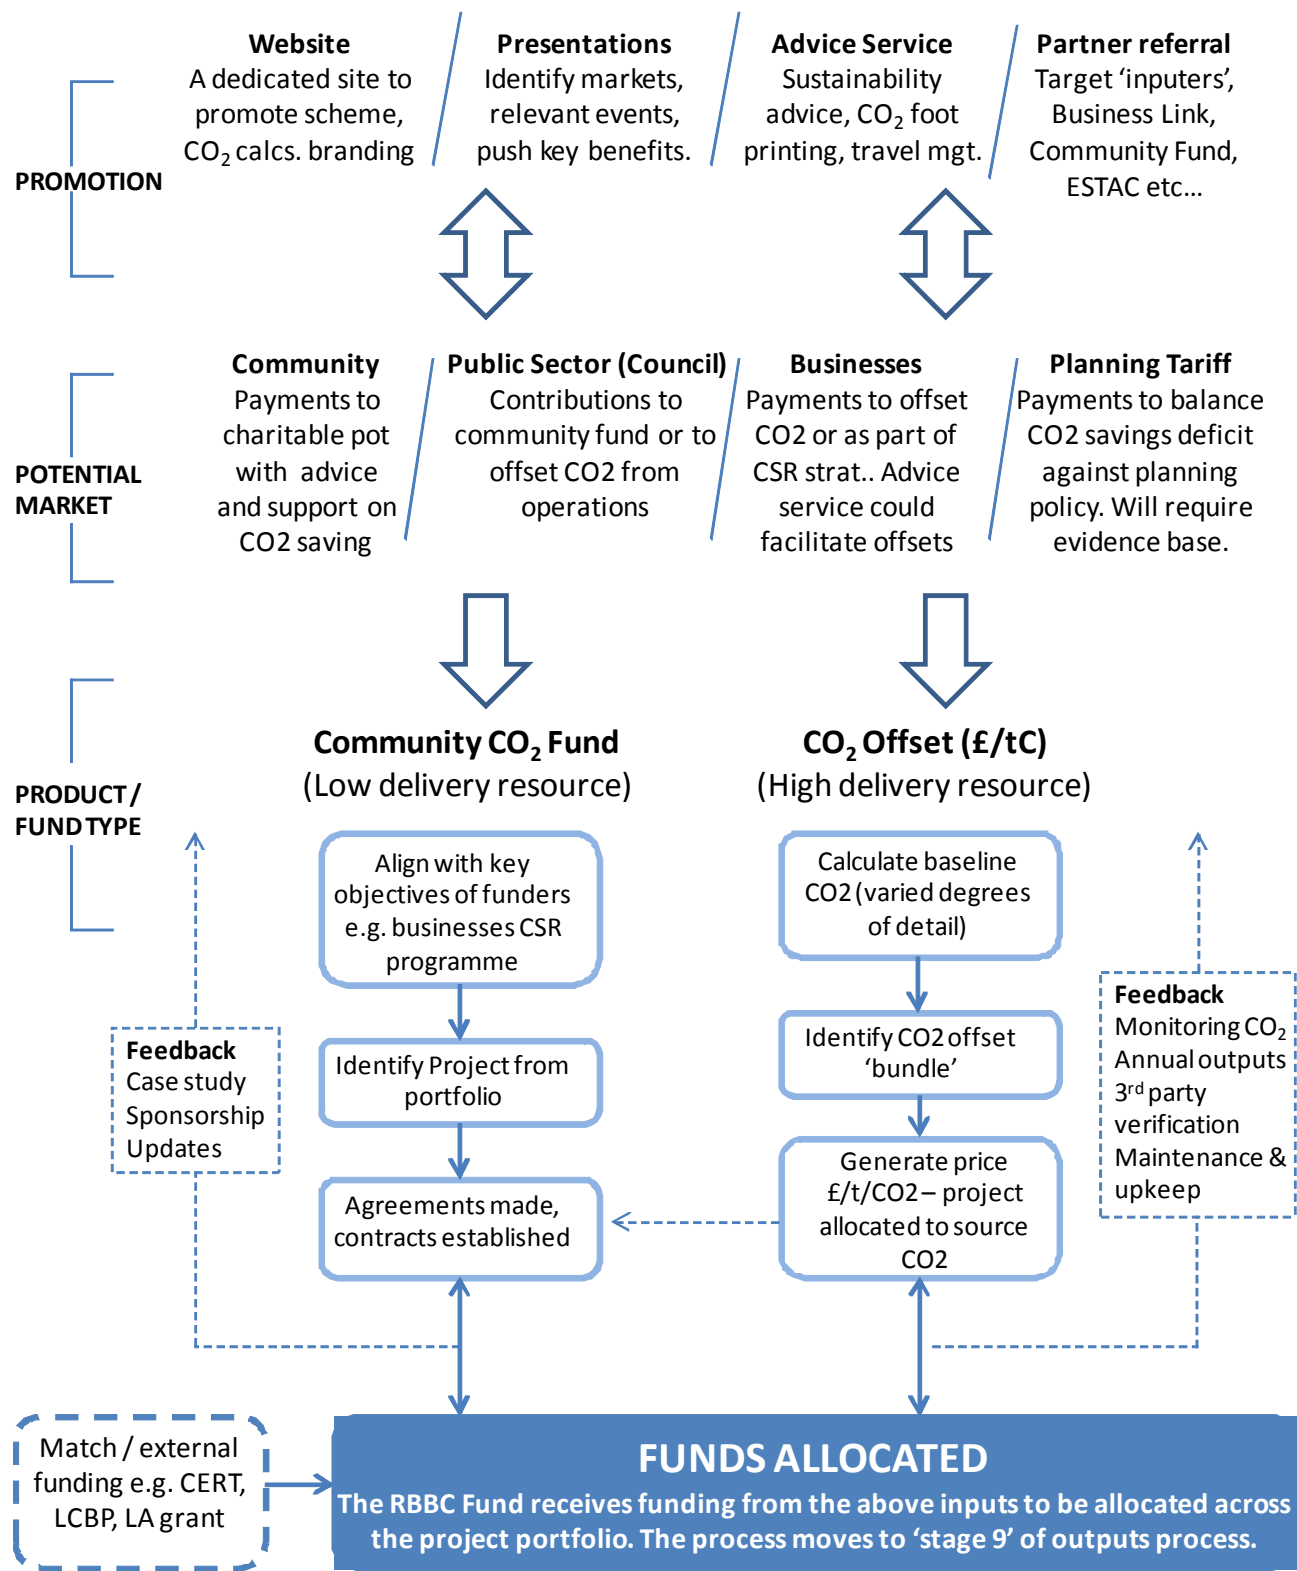 PROMOTION
Website
A dedicated site to
promote scheme,
CO₂ calcs. branding
Presentations
Identify markets,
relevant events,
push key benefits.
Advice Service
Sustainability
advice, CO₂ foot
printing, travel mgt.
Partner referral
Target ‘inputers’,
Business Link,
Community Fund,
ESTAC etc...
POTENTIAL
MARKET
Community
Payments to
charitable pot
with advice
and support on
CO2 saving
Public Sector (Council)
Contributions to
community fund or to
offset CO2 from
operations
Businesses
Payments to offset
CO2 or as part of
CSR strat.. Advice
service could
facilitate offsets
Planning Tariff
Payments to balance
CO2 savings deficit
against planning
policy. Will require
evidence base.
PRODUCT /
FUND TYPE
Community CO₂ Fund
(Low delivery resource)
CO₂ Offset (£/tC)
(High delivery resource)
Align with key
objectives of funders
e.g. businesses CSR
programme
Identify Project from
portfolio
Agreements made,
contracts established
Calculate baseline
CO2 (varied degrees
of detail)
Identify CO2 offset
‘bundle’
Generate price
£/t/CO2 – project
allocated to source
CO2
Feedback
Case study
Sponsorship
Updates
Feedback
Monitoring CO₂
Annual outputs
3rd party
verification
Maintenance &
upkeep
Match / external
funding e.g. CERT,
LCBP, LA grant
FUNDS ALLOCATED
The RBBC Fund receives funding from the above inputs to be allocated across
the project portfolio. The process moves to ‘stage 9’ of outputs process.